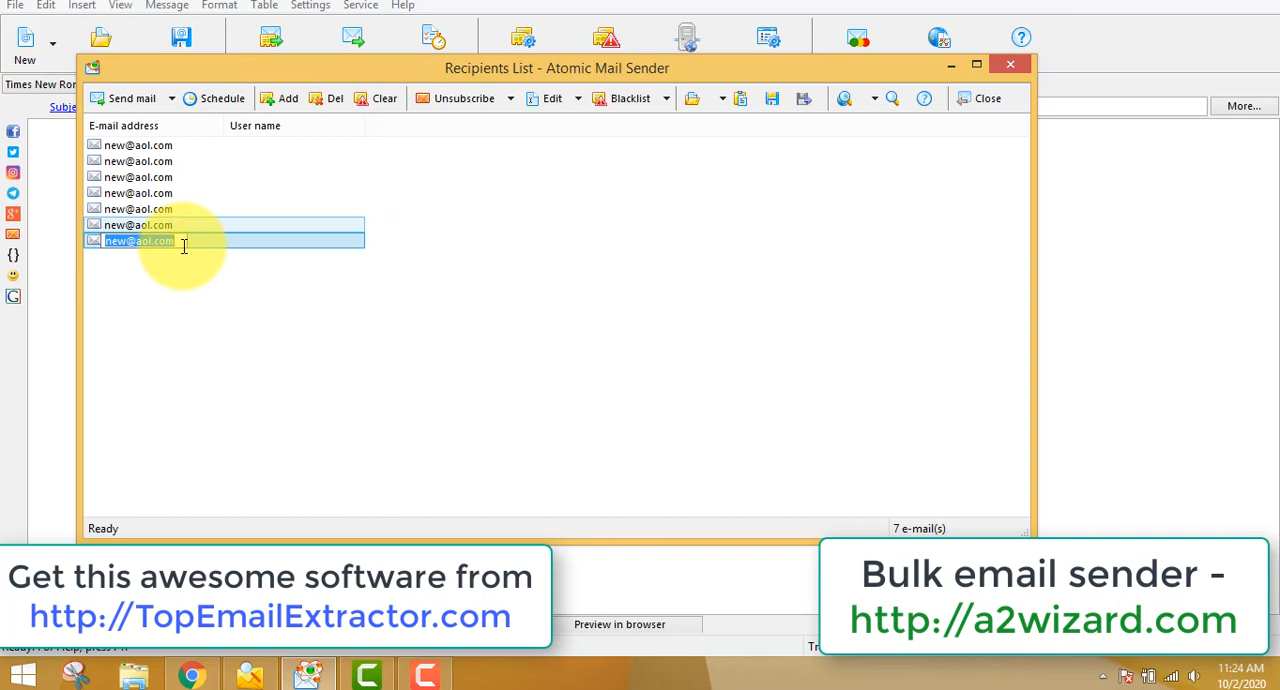 File Edit Insert View Message Format Table Settings Service Help
New
Recipients List - Atomic Mail Sender
Times New Ror
Subje
Send mail Schedule Add Del Clear Unsubscribe Edit Blacklist Close
More...
E-mail address User name
new@aol.com
new@aol.com
new@aol.com
new@aol.com
new@aol.com
new@aol.com
new@aol.com
Ready 7 e-mail(s)
Get this awesome software from
http://TopEmailExtractor.com
Bulk email sender -
http://a2wizard.com
Preview in browser
Tr
11:24 AM
10/2/2020